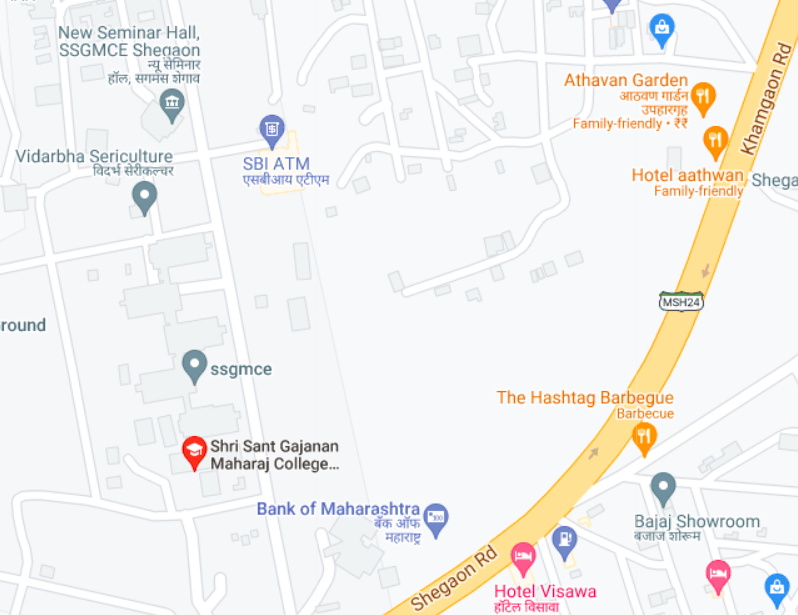 New Seminar Hall,
SSGMCE Shegaon
न्यू सेमिनार
हॉल, सगमस शेगाव
Athavan Garden
आठवण गार्डन
उपहारगृह
Family-friendly • ₹₹
Khamgaon Rd
Vidarbha Sericulture
विदर्भ सेरीकल्चर
SBI ATM
एसबीआय एटीएम
Hotel aathwan
Family-friendly
Shega
MSH24
round
ssgmce
The Hashtag Barbegue
Barbecue
Shri Sant Gajanan
Maharaj College...
Bank of Maharashtra
बँक ऑफ
महाराष्ट्र
Bajaj Showroom
बजाज शोरूम
Shegaon Rd
Hotel Visawa
हॉटेल विसावा